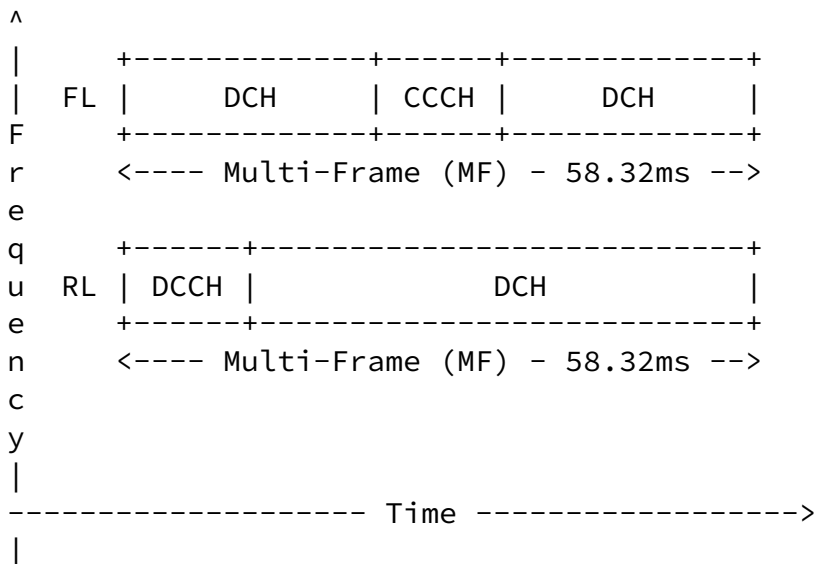 ^
|     +-------------+------+-------------+
|  FL |     DCH     | CCCH |     DCH     |
F     +-------------+------+-------------+
r     <---- Multi-Frame (MF) - 58.32ms -->
e
q     +------+---------------------------+
u  RL | DCCH |             DCH           |
e     +------+---------------------------+
n     <---- Multi-Frame (MF) - 58.32ms -->
c
y
|
-------------------- Time ------------------>
|